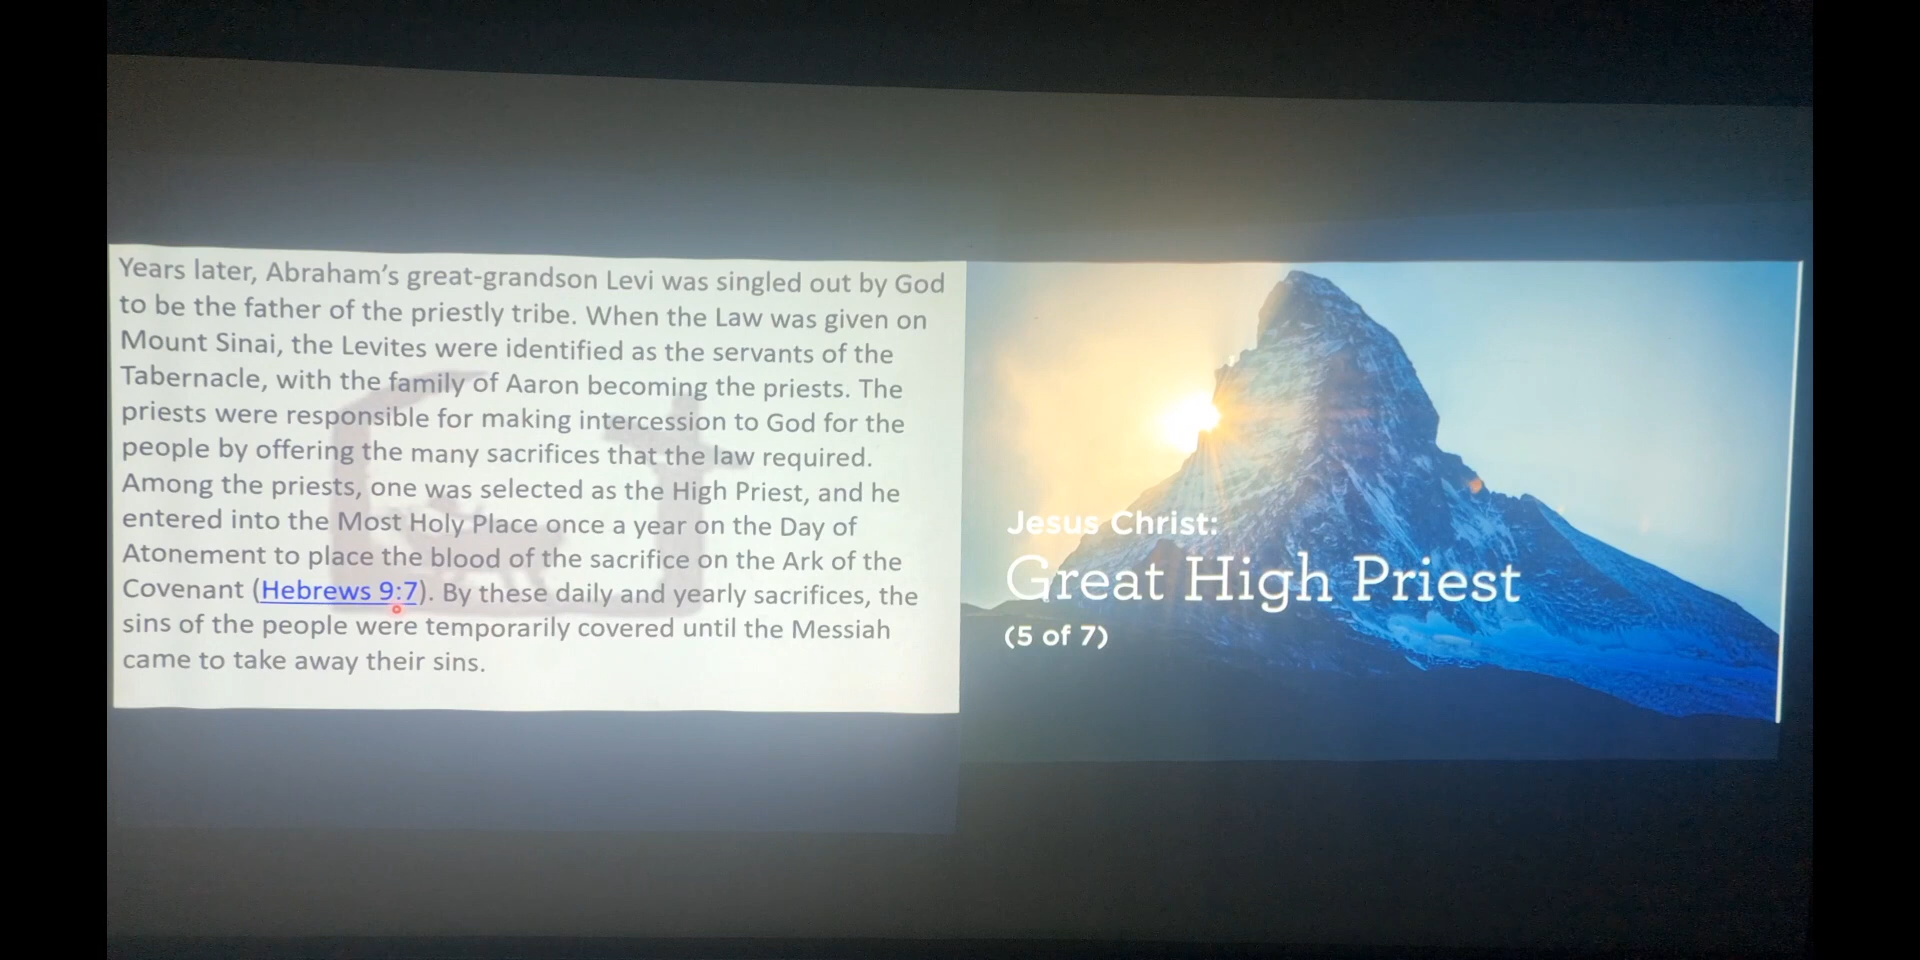 Years later, Abraham's great-grandson Levi was singled out by God
to be the father of the priestly tribe. When the Law was given on
Mount Sinai, the Levites were identified as the servants of the
Tabernacle, with the family of Aaron becoming the priests. The
priests were responsible for making intercession to God for the
people by offering the many sacrifices that the law required.
Among the priests, one was selected as the High Priest, and he
entered into the Most Holy Place once a year on the Day of
Atonement to place the blood of the sacrifice on the Ark of the
Covenant (Hebrews 9:7). By these daily and yearly sacrifices, the
sins of the people were temporarily covered until the Messiah
came to take away their sins.
Jesus Christ:
Great High Priest
(5 of 7)